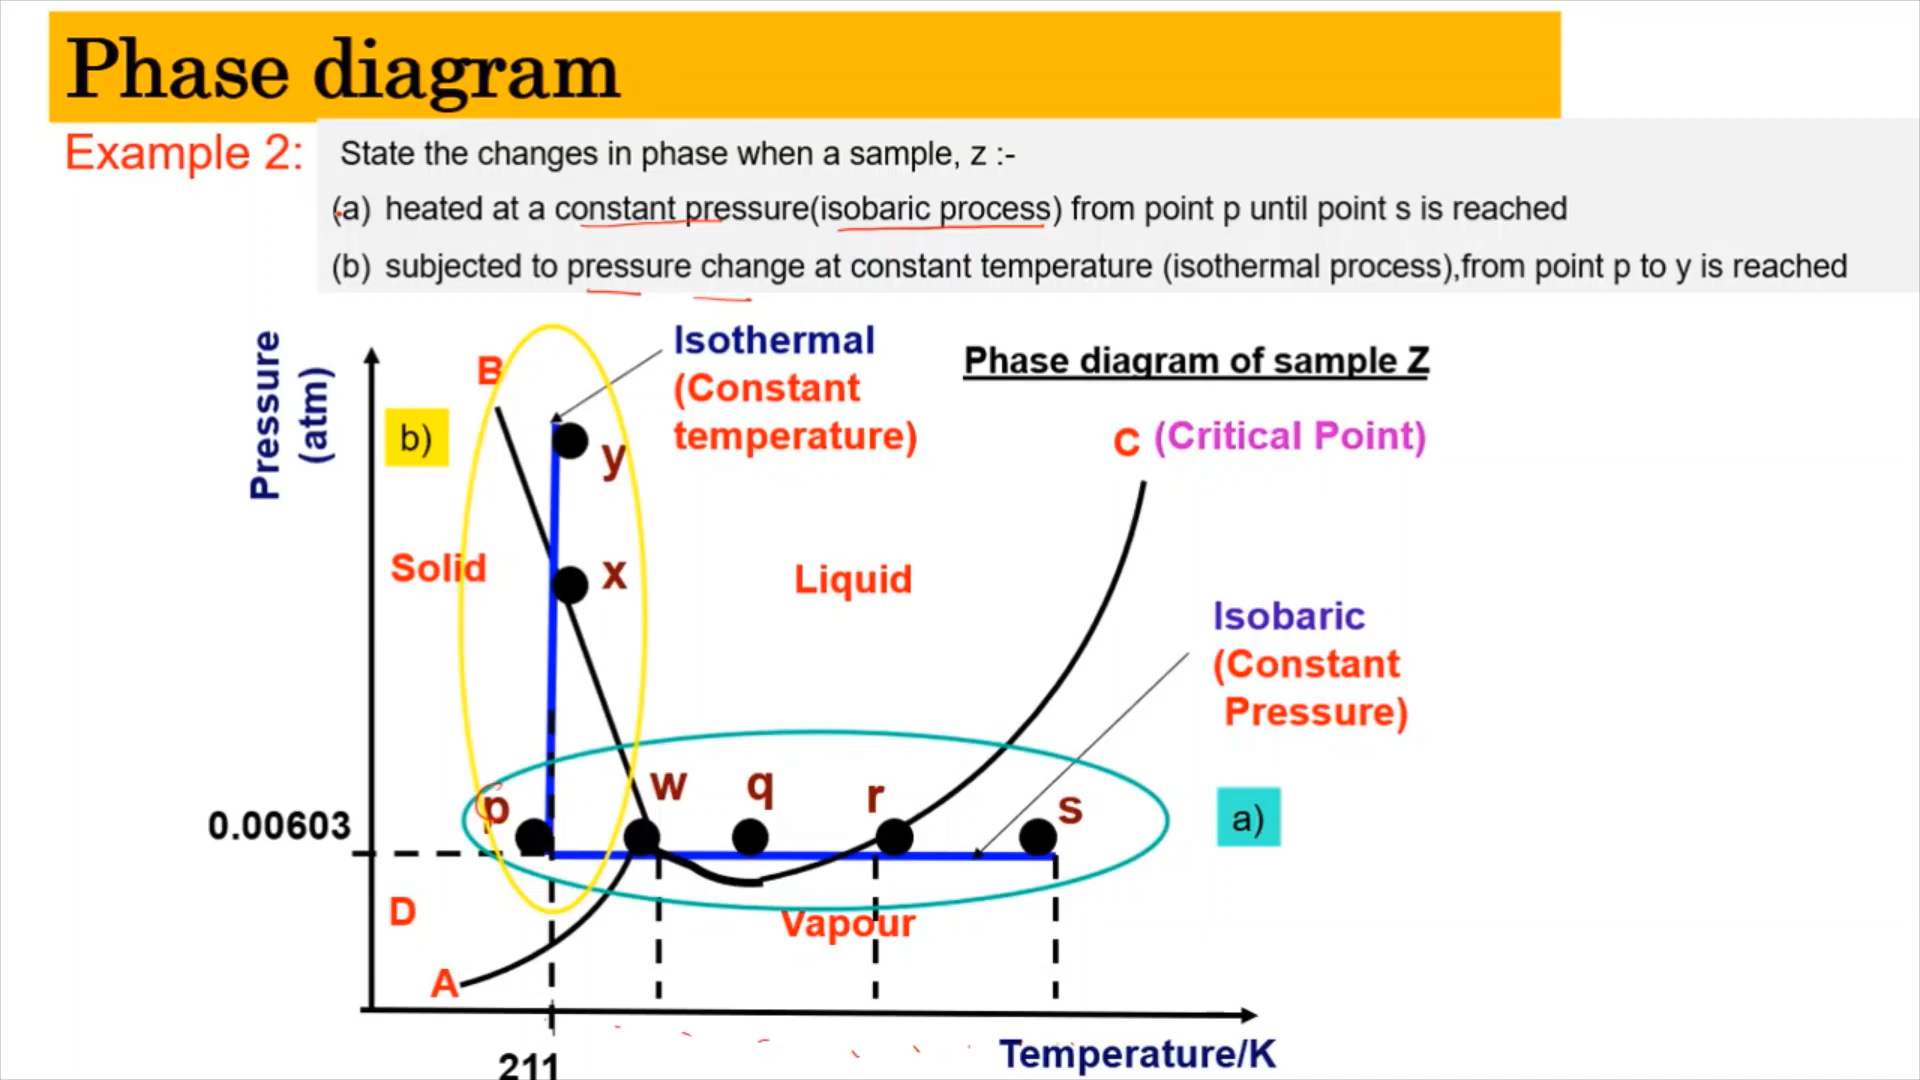 Phase diagram
Example 2:
State the changes in phase when a sample, z :-
(a) heated at a constant pressure(isobaric process) from point p until point s is reached
(b) subjected to pressure change at constant temperature (isothermal process),from point p to y is reached
Pressure
(atm)
B
b)
Isothermal
(Constant
temperature)
Phase diagram of sample Z
C (Critical Point)
y
Solid
x
Liquid
Isobaric
(Constant
Pressure)
p
w
q
r
s
a)
0.00603
D
Vapour
A
211
Temperature/K